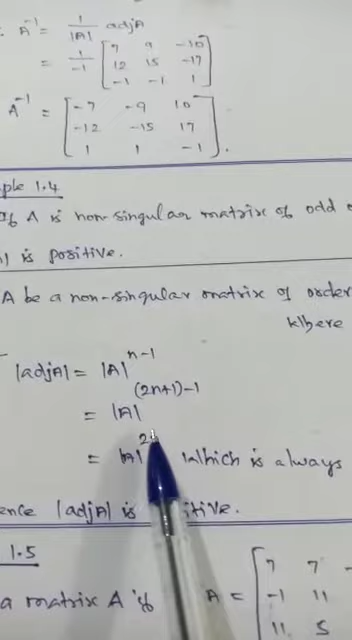 A⁻¹ = 1/|A| adjA
= 1/-1 [ 7 9 -10
12 15 -17
-1 -1 1 ]
A⁻¹ = [ -7 -9 10
-12 -15 17
1 1 -1 ].
ple 1.4
If A is non-singular matrix of odd
is positive.
A be a non-singular matrix of order
Where
|adjA| = |A|ⁿ⁻¹
= |A|⁽²ⁿ⁺¹⁾⁻¹
= |A|² Which is always
ence |adjA| is itive.
1.5
a matrix A if A = [ 7 7 -
-1 11
11 5